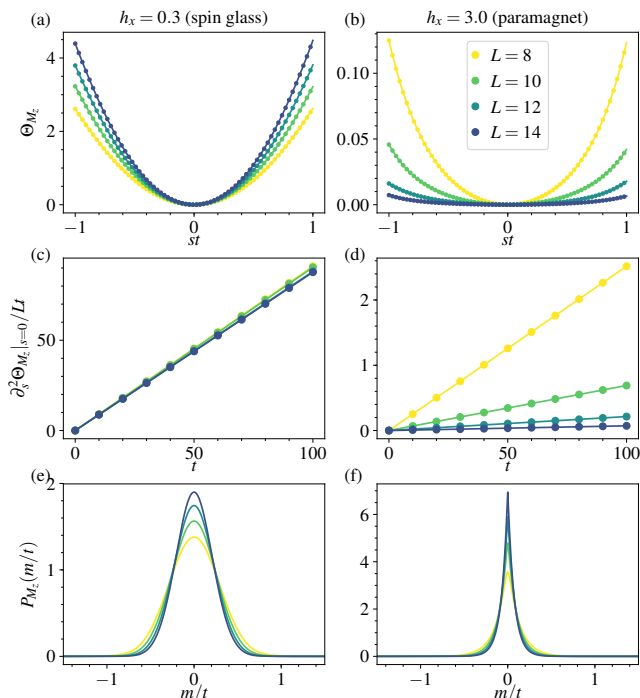 (a) h_x = 0.3 (spin glass)
(b) h_x = 3.0 (paramagnet)
Θ_{M_z}
4
2
0
−1 0 1
st
0.10
0.05
0.00
−1 0 1
st
L = 8
L = 10
L = 12
L = 14
(c)
∂_s^2 Θ_{M_z}|_{s=0}/Lt
50
0
0 50 100
t
(d)
2
1
0
0 50 100
t
(e)
P_{M_z}(m/t)
2
1
0
−1 0 1
m/t
(f)
6
4
2
0
−1 0 1
m/t